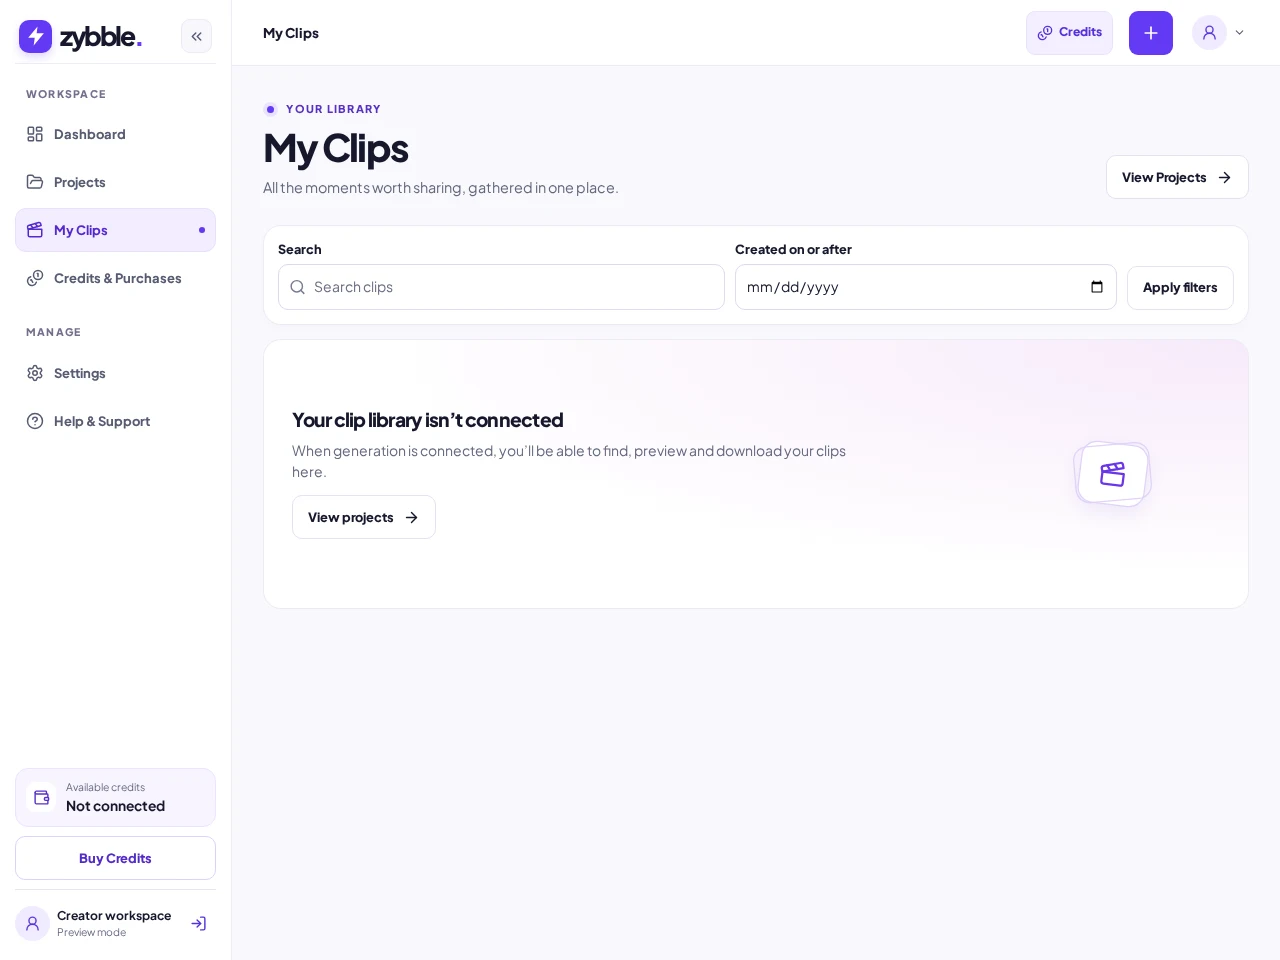 zybble.
WORKSPACE
Dashboard
Projects
My Clips
Credits & Purchases
MANAGE
Settings
Help & Support
Available credits
Not connected
Buy Credits
Creator workspace
Preview mode
My Clips
Credits
YOUR LIBRARY
My Clips
All the moments worth sharing, gathered in one place.
View Projects
Search
Search clips
Created on or after
mm/dd/yyyy
Apply filters
Your clip library isn’t connected
When generation is connected, you’ll be able to find, preview and download your clips
here.
View projects